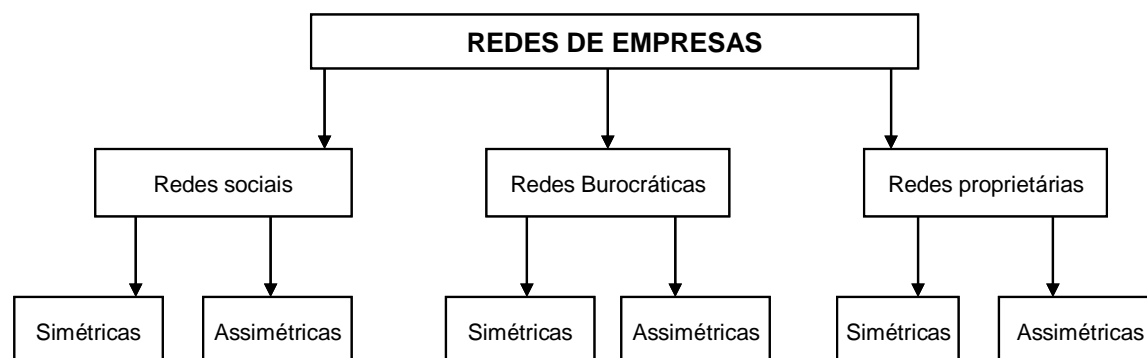 REDES DE EMPRESAS
Redes sociais
Redes Burocráticas
Redes proprietárias
Simétricas
Assimétricas
Simétricas
Assimétricas
Simétricas
Assimétricas